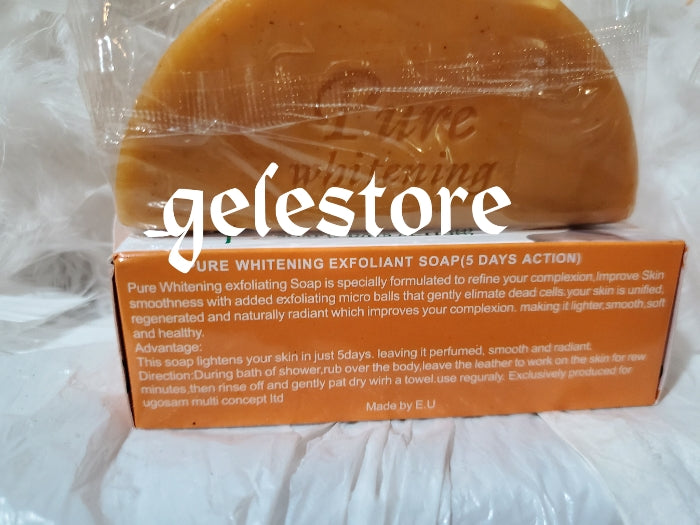 Pure
whitening
gelestore
PURE WHITENING EXFOLIANT SOAP(5 DAYS ACTION)
Pure Whitening exfoliating Soap is specially formulated to refine your complexion,Improve Skin
smoothness with added exfoliating micro balls that gently elimate dead cells,your skin is unified,
regenerated and naturally radiant which improves your complexion. making it lighter,smooth,soft
and healthy.
Advantage:
This soap lightens your skin in just 5days. leaving it perfumed, smooth and radiant.
Direction:During bath of shower,rub over the body,leave the leather to work on the skin for rew
minutes,then rinse off and gently pat dry wirh a towel.use reguraly. Exclusively produced for
ugosam multi concept ltd
Made by E.U